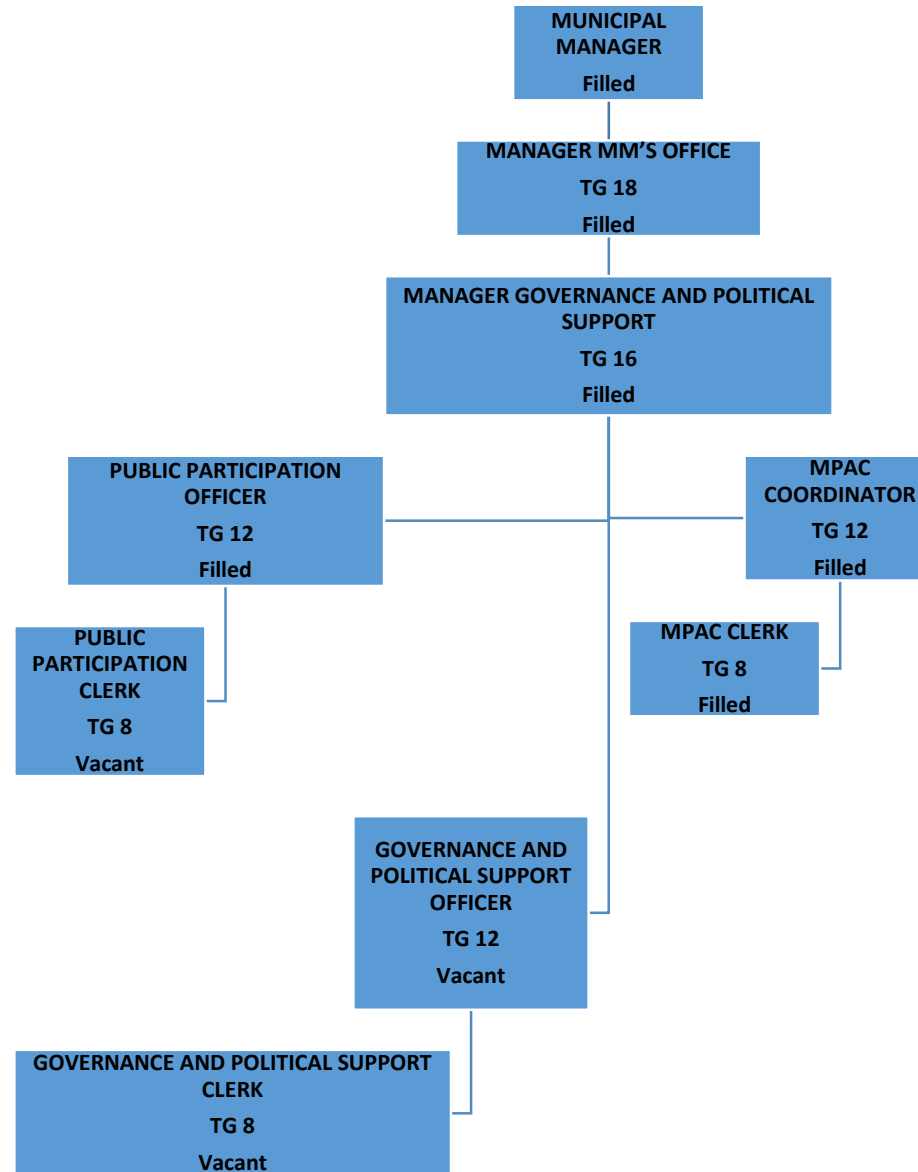 MUNICIPAL
MANAGER
Filled
MANAGER MM’S OFFICE
TG 18
Filled
MANAGER GOVERNANCE AND POLITICAL
SUPPORT
TG 16
Filled
PUBLIC PARTICIPATION
OFFICER
TG 12
Filled
MPAC
COORDINATOR
TG 12
Filled
PUBLIC
PARTICIPATION
CLERK
TG 8
Vacant
MPAC CLERK
TG 8
Filled
GOVERNANCE AND
POLITICAL SUPPORT
OFFICER
TG 12
Vacant
GOVERNANCE AND POLITICAL SUPPORT
CLERK
TG 8
Vacant